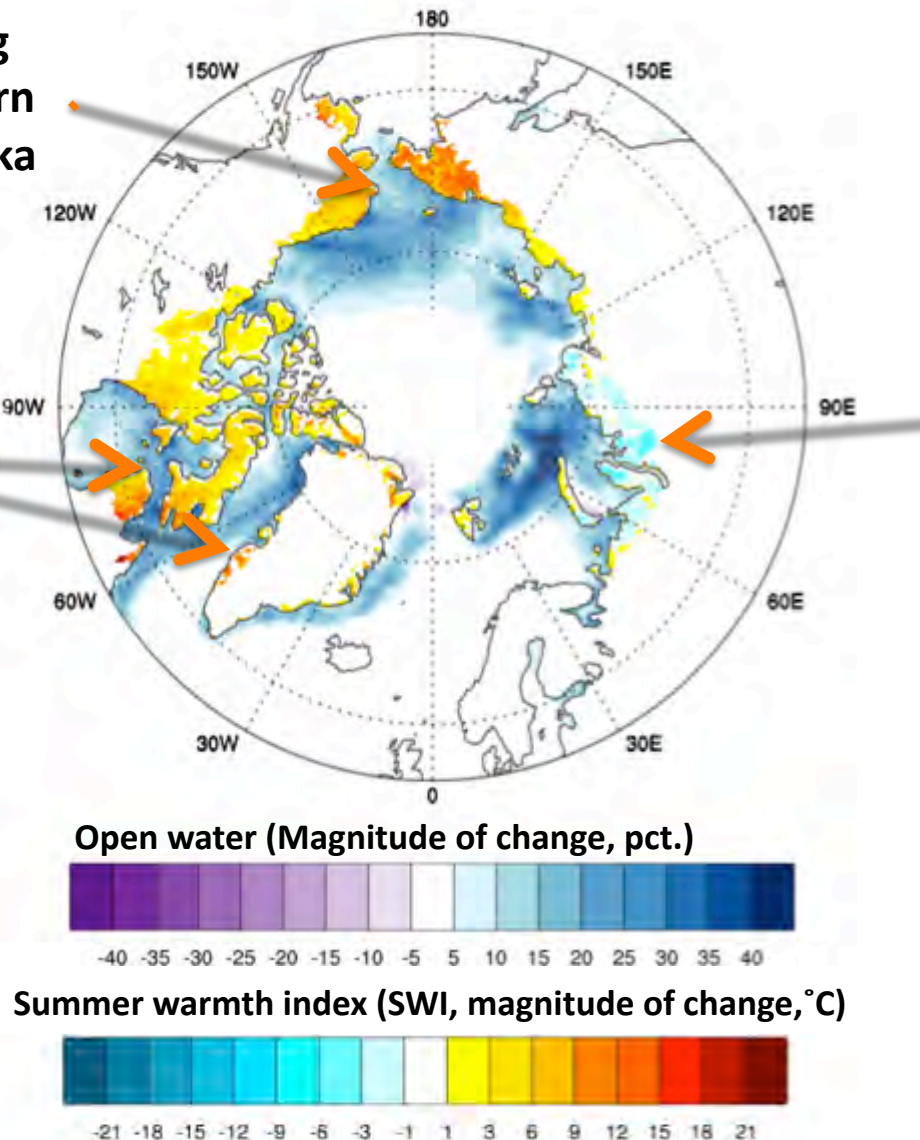 g
rn
ka
180
150W
150E
120W
120E
90W
90E
60W
60E
30W
30E
0
Open water (Magnitude of change, pct.)
-40 -35 -30 -25 -20 -15 -10 -5 5 10 15 20 25 30 35 40
Summer warmth index (SWI, magnitude of change,˚C)
-21 -18 -15 -12 -9 -6 -3 -1 1 3 6 9 12 15 18 21